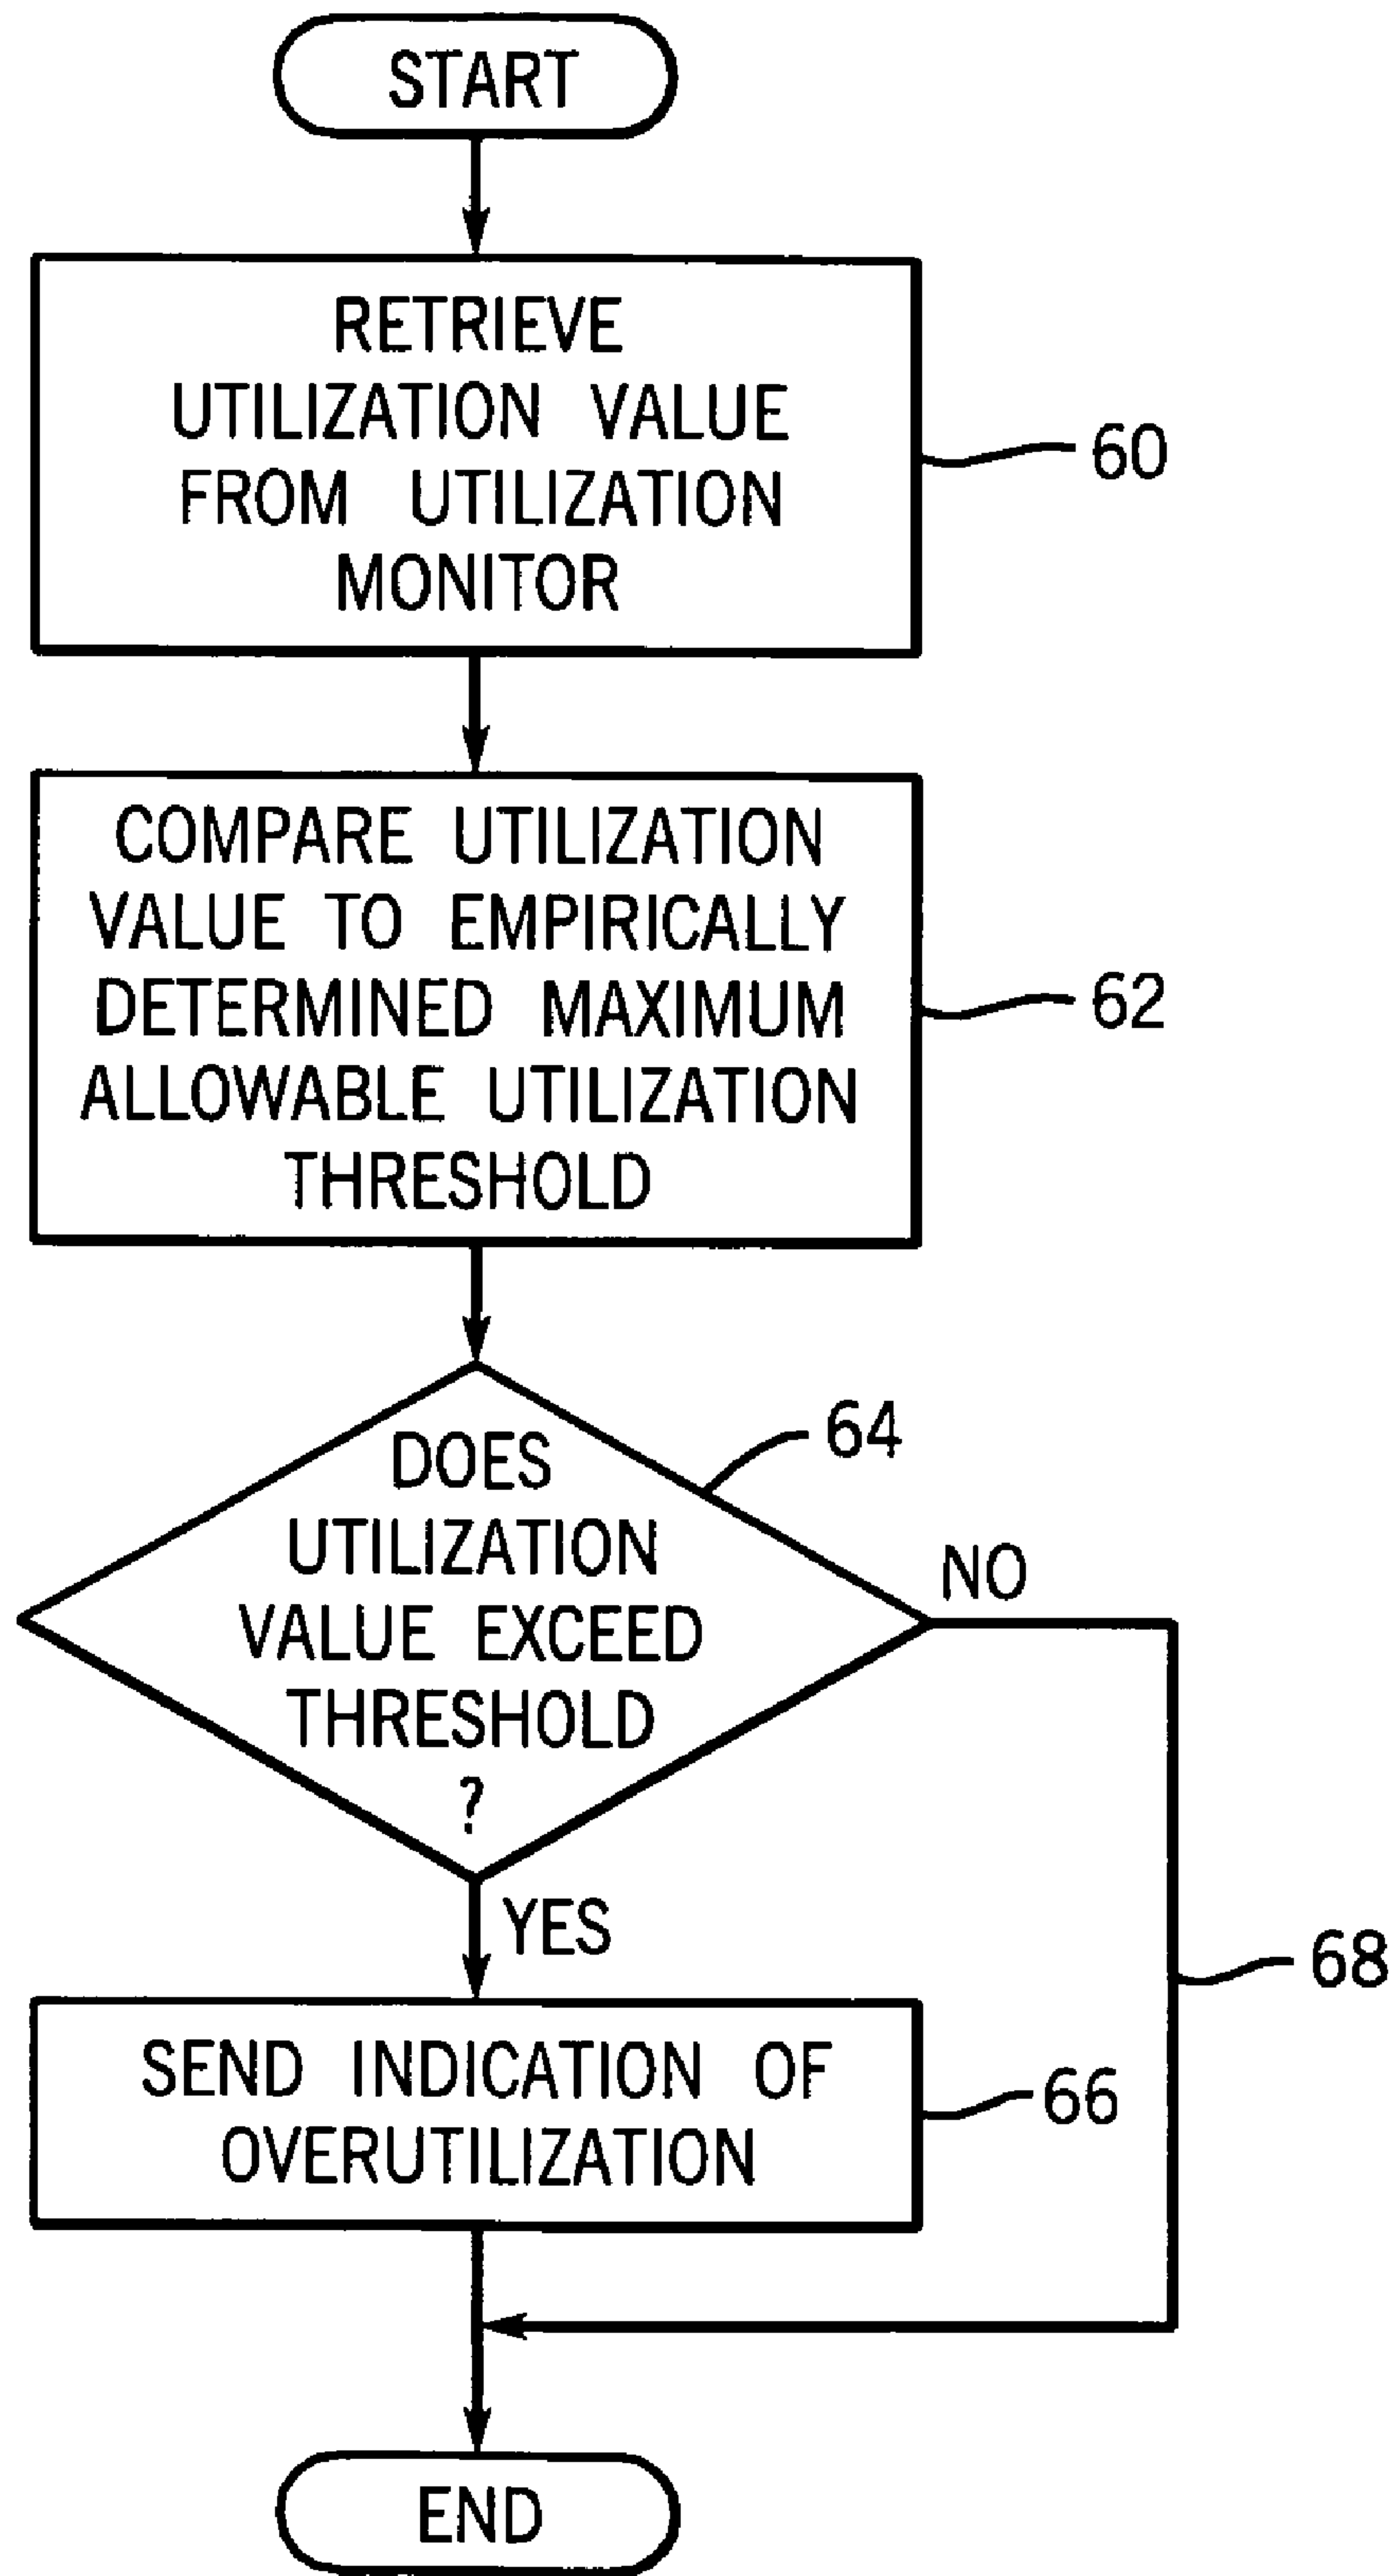 START
RETRIEVE
UTILIZATION VALUE
FROM UTILIZATION
MONITOR
60
COMPARE UTILIZATION
VALUE TO EMPIRICALLY
DETERMINED MAXIMUM
ALLOWABLE UTILIZATION
THRESHOLD
62
DOES
UTILIZATION
VALUE EXCEED
THRESHOLD
?
64
NO
YES
68
SEND INDICATION OF
OVERUTILIZATION
66
END